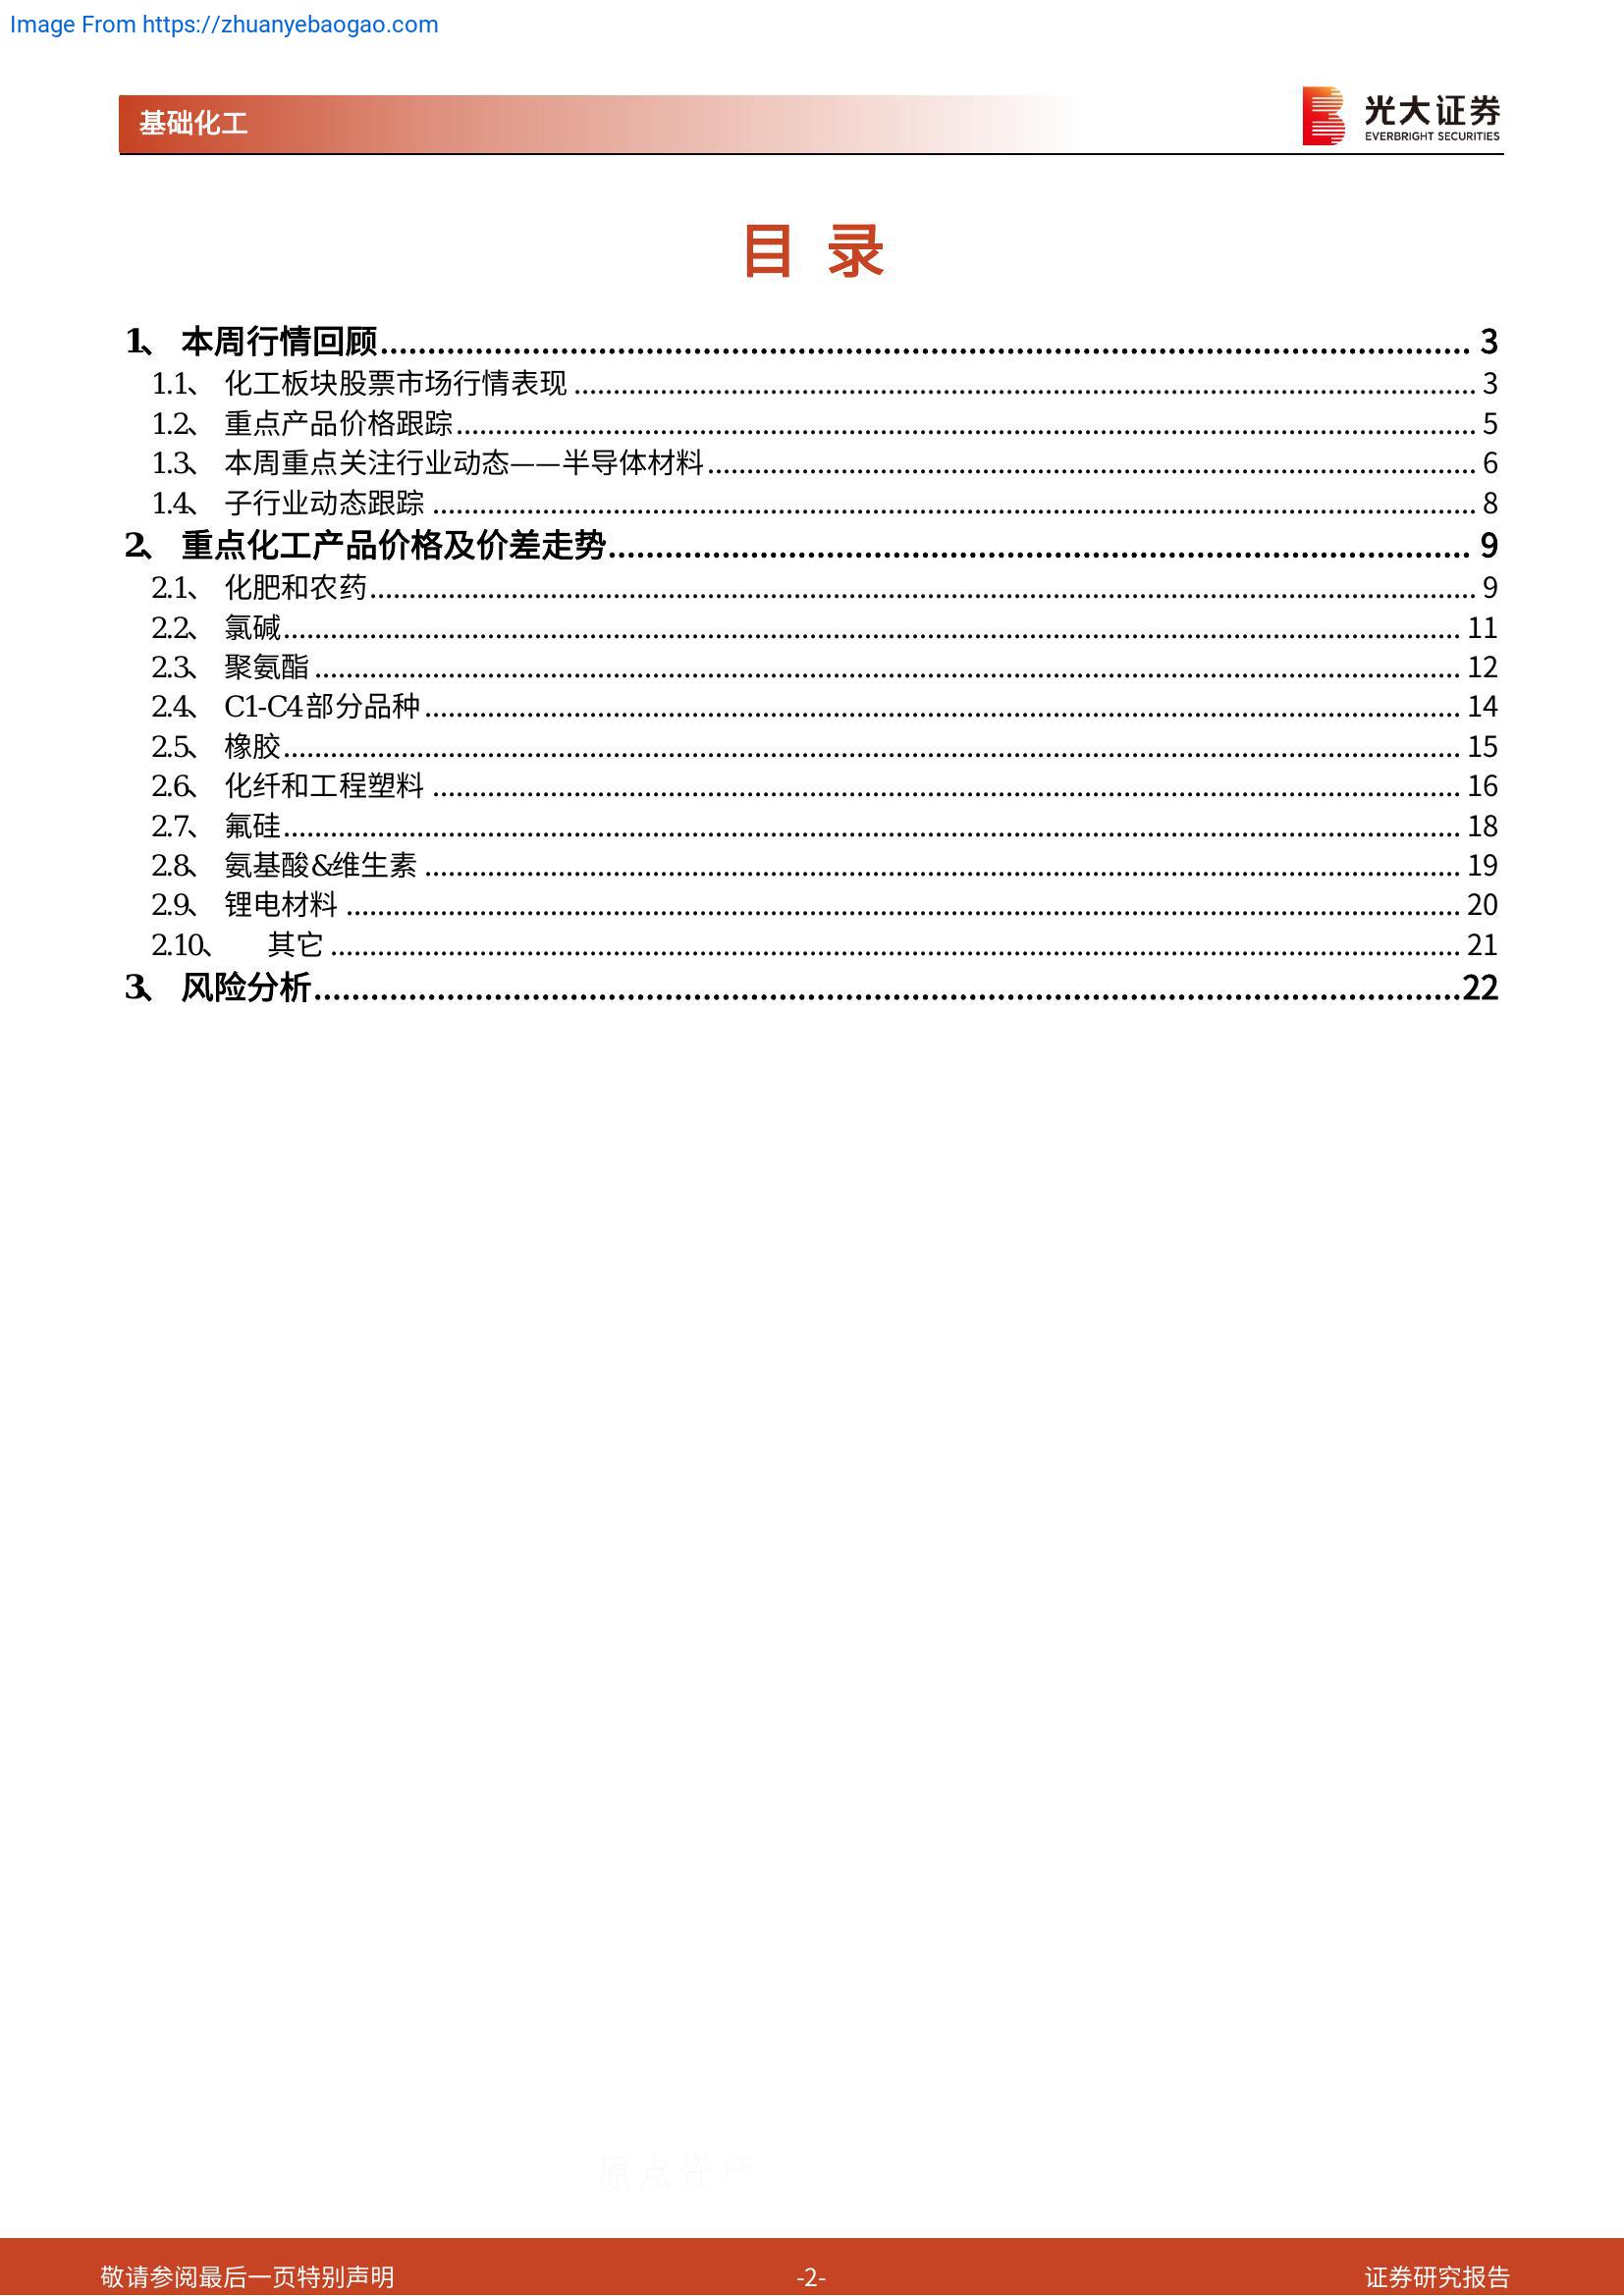 Image From https://zhuanyebaogao.com
基础化工
光大证券
EVERBRIGHT SECURITIES
目 录
1、 本周行情回顾 3
1.1、 化工板块股票市场行情表现 3
1.2、 重点产品价格跟踪 5
1.3、 本周重点关注行业动态——半导体材料 6
1.4、 子行业动态跟踪 8
2、 重点化工产品价格及价差走势 9
2.1、 化肥和农药 9
2.2、 氯碱 11
2.3、 聚氨酯 12
2.4、 C1-C4部分品种 14
2.5、 橡胶 15
2.6、 化纤和工程塑料 16
2.7、 氟硅 18
2.8、 氨基酸&维生素 19
2.9、 锂电材料 20
2.10、 其它 21
3、 风险分析 22
原点资产
敬请参阅最后一页特别声明 -2- 证券研究报告